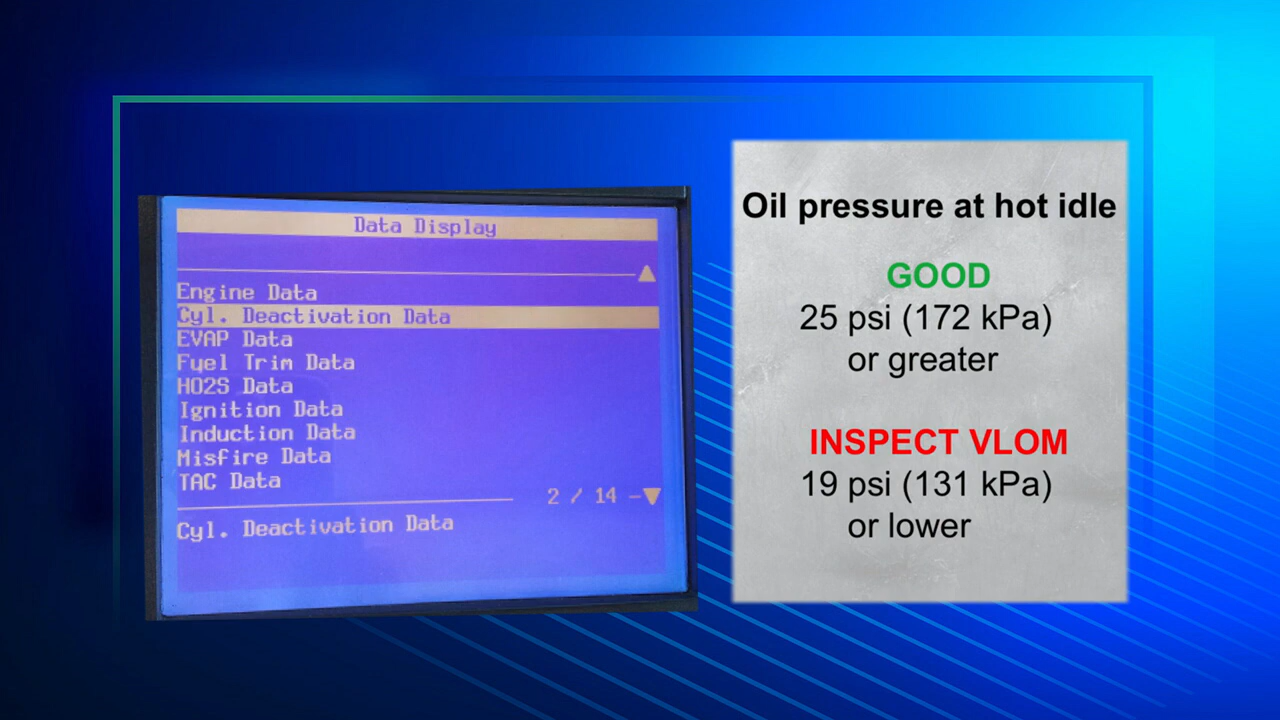 Data Display
Engine Data
Cyl. Deactivation Data
EVAP Data
Fuel Trim Data
HO2S Data
Ignition Data
Induction Data
Misfire Data
TAC Data
2 / 14
Cyl. Deactivation Data
Oil pressure at hot idle
GOOD
25 psi (172 kPa)
or greater
INSPECT VLOM
19 psi (131 kPa)
or lower